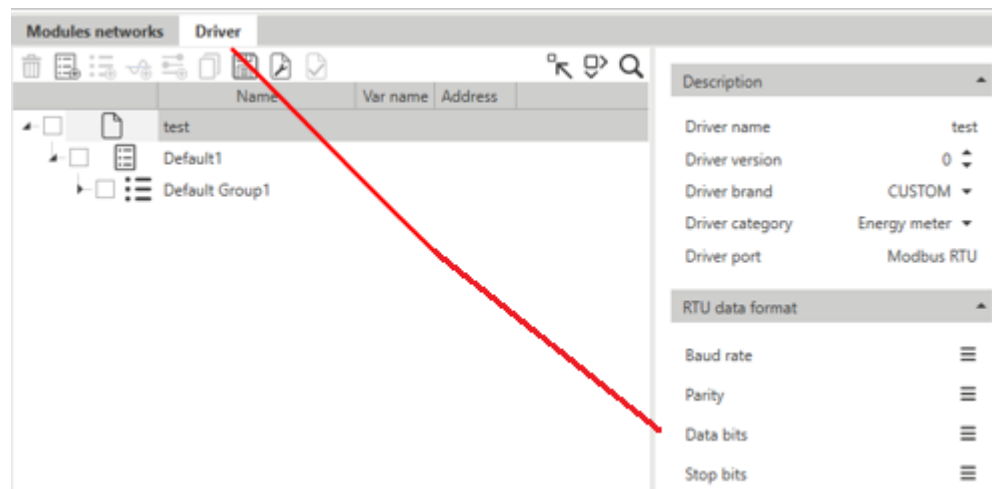 Modules networks Driver
Name Var name Address
test
Default1
Default Group1
Description
Driver name test
Driver version 0
Driver brand CUSTOM
Driver category Energy meter
Driver port Modbus RTU
RTU data format
Baud rate
Parity
Data bits
Stop bits